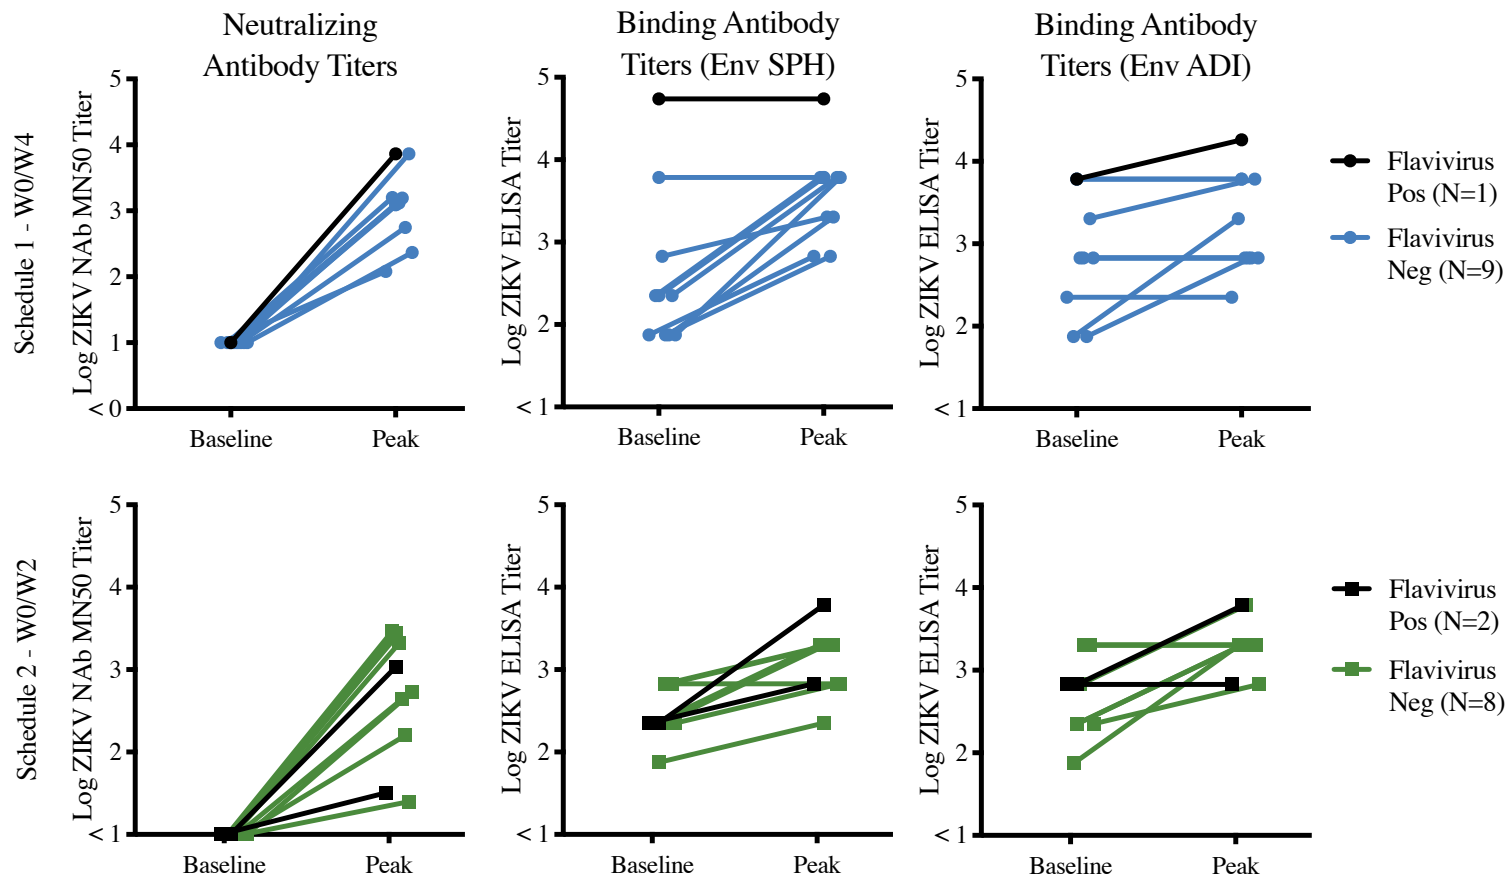 Neutralizing
Antibody Titers
Binding Antibody
Titers (Env SPH)
Binding Antibody
Titers (Env ADI)
Schedule 1 - W0/W4
Log ZIKV NAb MN50 Titer
5
4
3
2
1
< 0
Baseline
Peak
Log ZIKV ELISA Titer
5
4
3
2
< 1
Baseline
Peak
Log ZIKV ELISA Titer
5
4
3
2
< 1
Baseline
Peak
Flavivirus
Pos (N=1)
Flavivirus
Neg (N=9)
Schedule 2 - W0/W2
Log ZIKV NAb MN50 Titer
5
4
3
2
< 1
Baseline
Peak
Log ZIKV ELISA Titer
5
4
3
2
< 1
Baseline
Peak
Log ZIKV ELISA Titer
5
4
3
2
< 1
Baseline
Peak
Flavivirus
Pos (N=2)
Flavivirus
Neg (N=8)